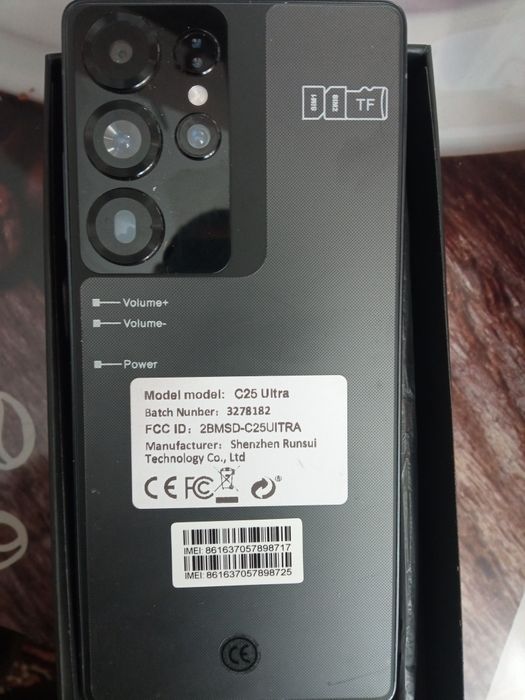 SIM1
SIM2
TF
Volume+
Volume-
Power
Model model: C25 Ultra
Batch Nunber: 3278182
FCC ID: 2BMSD-C25UITRA
Manufacturer: Shenzhen Runsui
Technology Co., Ltd
CE FC
IMEI: 861637057898717
IMEI: 861637057898725
CE